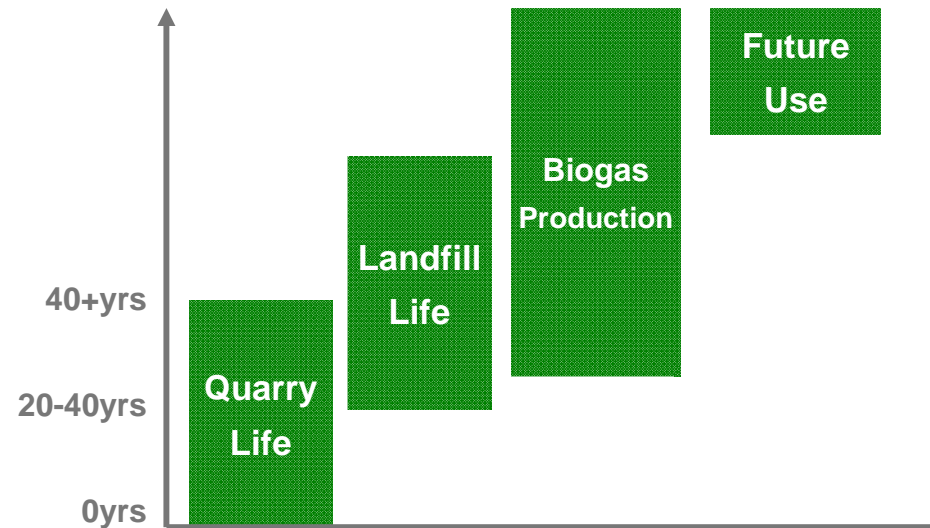 Future
Use
Biogas
Production
Landfill
Life
40+yrs
Quarry
Life
20-40yrs
0yrs